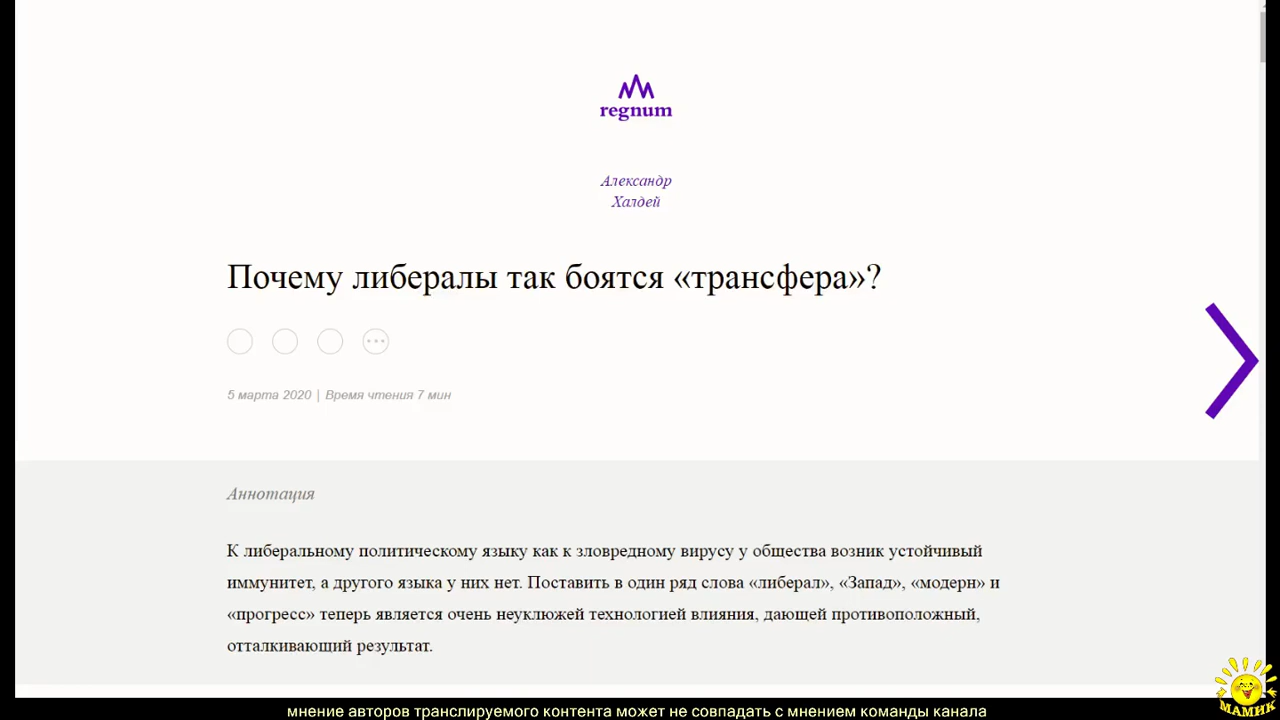 regnum
Александр
Халдей
Почему либералы так боятся «трансфера»?
5 марта 2020 | Время чтения 7 мин
Аннотация
К либеральному политическому языку как к зловредному вирусу у общества возник устойчивый
иммунитет, а другого языка у них нет. Поставить в один ряд слова «либерал», «Запад», «модерн» и
«прогресс» теперь является очень неуклюжей технологией влияния, дающей противоположный,
отталкивающий результат.
МАМИК
мнение авторов транслируемого контента может не совпадать с мнением команды канала